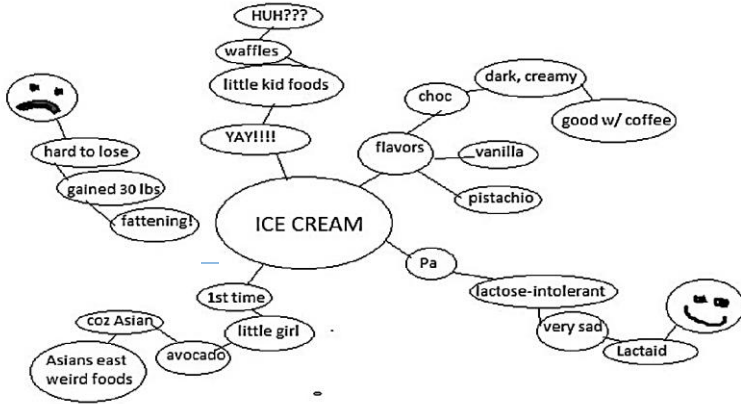 HUH???
waffles
little kid foods
YAY!!!!
dark, creamy
choc
good w/ coffee
flavors
vanilla
pistachio
hard to lose
gained 30 lbs
fattening!
ICE CREAM
Pa
lactose-intolerant
very sad
Lactaid
1st time
little girl
avocado
coz Asian
Asians east
weird foods